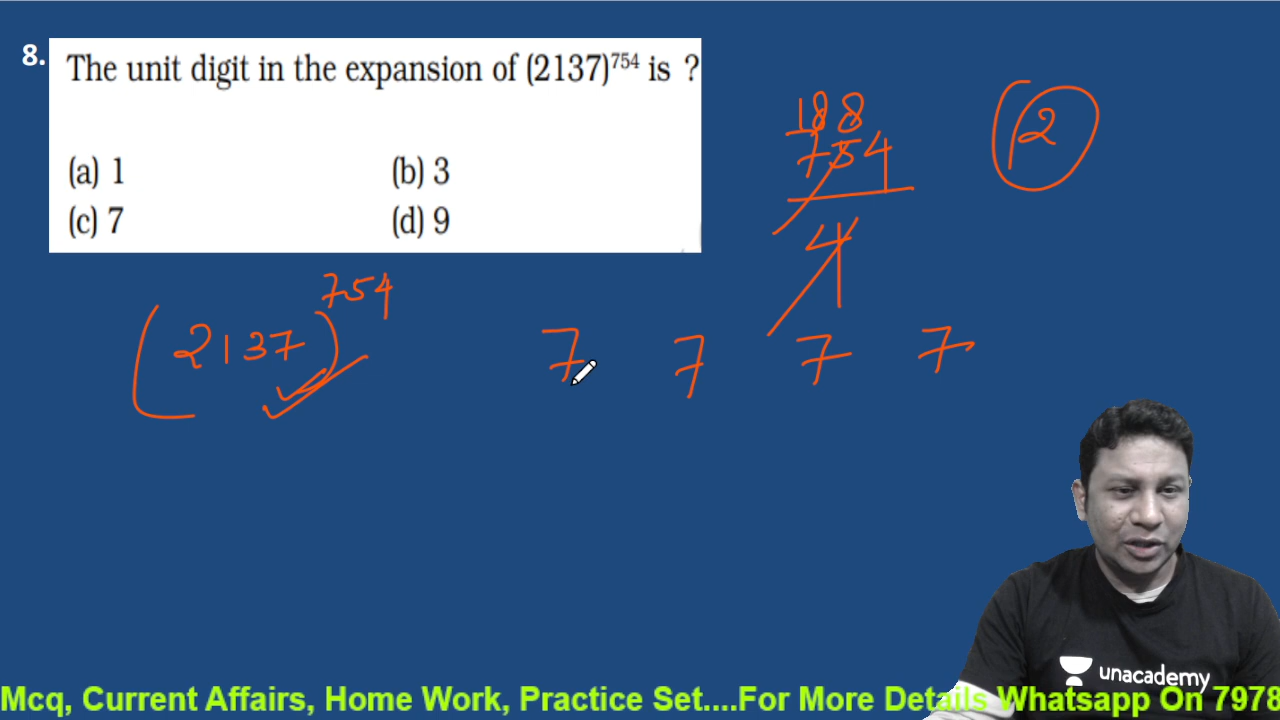 8.
The unit digit in the expansion of (2137)^754 is ?
(a) 1 (b) 3
(c) 7 (d) 9
188
754
4
2
(2137)^754
7 7 7 7
unacademy
Mcq, Current Affairs, Home Work, Practice Set....For More Details Whatsapp On 7978